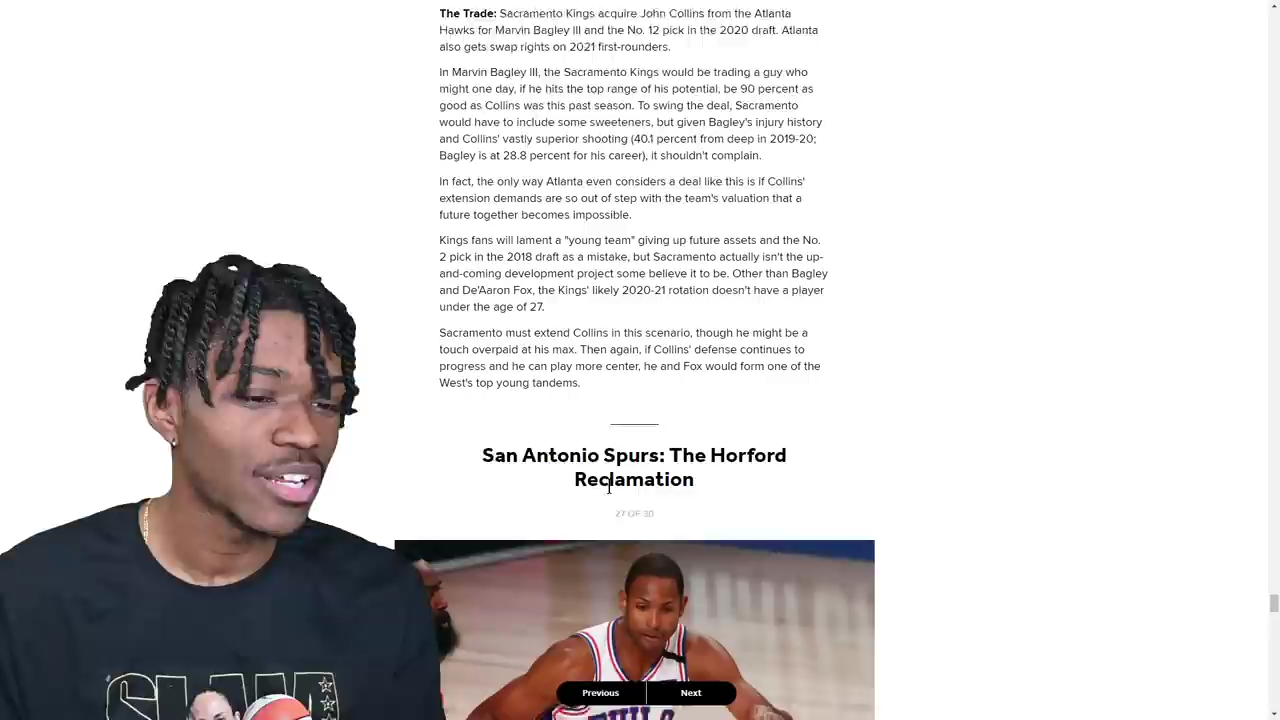 The Trade: Sacramento Kings acquire John Collins from the Atlanta
Hawks for Marvin Bagley III and the No. 12 pick in the 2020 draft. Atlanta
also gets swap rights on 2021 first-rounders.
In Marvin Bagley III, the Sacramento Kings would be trading a guy who
might one day, if he hits the top range of his potential, be 90 percent as
good as Collins was this past season. To swing the deal, Sacramento
would have to include some sweeteners, but given Bagley's injury history
and Collins' vastly superior shooting (40.1 percent from deep in 2019-20;
Bagley is at 28.8 percent for his career), it shouldn't complain.
In fact, the only way Atlanta even considers a deal like this is if Collins'
extension demands are so out of step with the team's valuation that a
future together becomes impossible.
Kings fans will lament a "young team" giving up future assets and the No.
2 pick in the 2018 draft as a mistake, but Sacramento actually isn't the up-
and-coming development project some believe it to be. Other than Bagley
and De'Aaron Fox, the Kings' likely 2020-21 rotation doesn't have a player
under the age of 27.
Sacramento must extend Collins in this scenario, though he might be a
touch overpaid at his max. Then again, if Collins' defense continues to
progress and he can play more center, he and Fox would form one of the
West's top young tandems.
San Antonio Spurs: The Horford
Reclamation
27 OF 30
Previous
Next
PHILA
SLAM